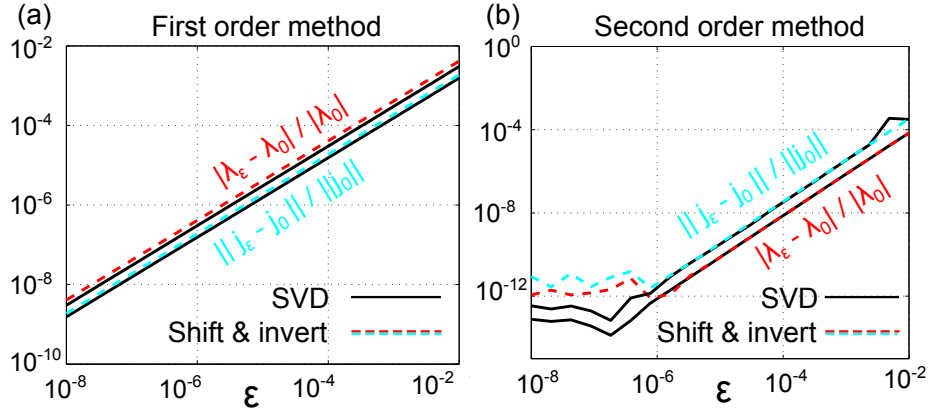 (a)
First order method
10⁻²
10⁻⁴
10⁻⁶
10⁻⁸
10⁻¹⁰
|λε - λ0| / |λ0|
|| jε - j0 || / ||j0||
SVD
Shift & invert
10⁻⁸
10⁻⁶
10⁻⁴
10⁻²
ε
(b)
Second order method
10⁰
10⁻⁴
10⁻⁸
10⁻¹²
|| jε - j0 || / ||j0||
|λε - λ0| / |λ0|
SVD
Shift & invert
10⁻⁸
10⁻⁶
10⁻⁴
10⁻²
ε